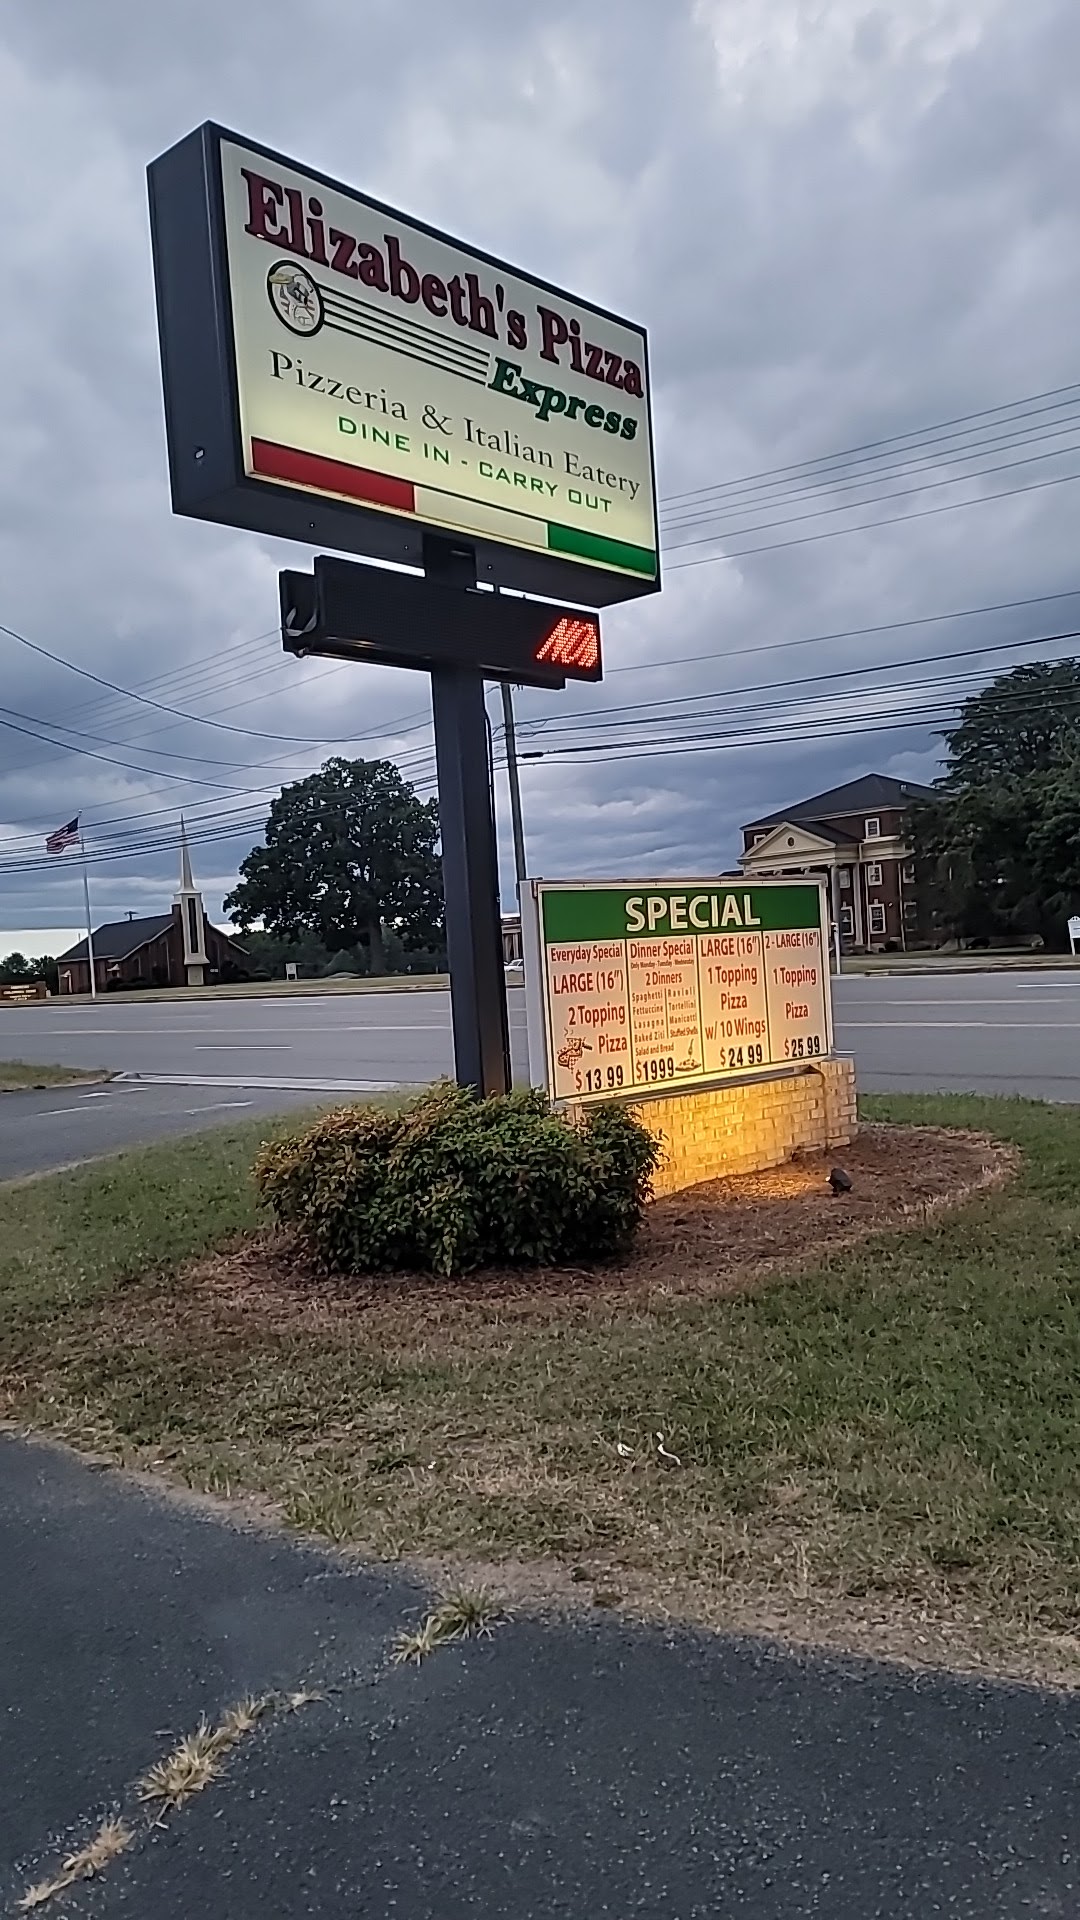 Elizabeth's Pizza
Express
Pizzeria & Italian Eatery
DINE IN - CARRY OUT
SPECIAL
Everyday Special
LARGE (16")
2 Topping
Pizza
$13 99
Dinner Special
Only Monday - Tuesday - Wednesday
2 Dinners
Spaghetti Ravioli
Fettuccine Tortellini
Lasagna Manicotti
Baked Ziti Stuffed Shells
Salad and Bread
$1999
LARGE (16")
1 Topping
Pizza
w/ 10 Wings
$24 99
2 - LARGE (16")
1 Topping
Pizza
$25 99